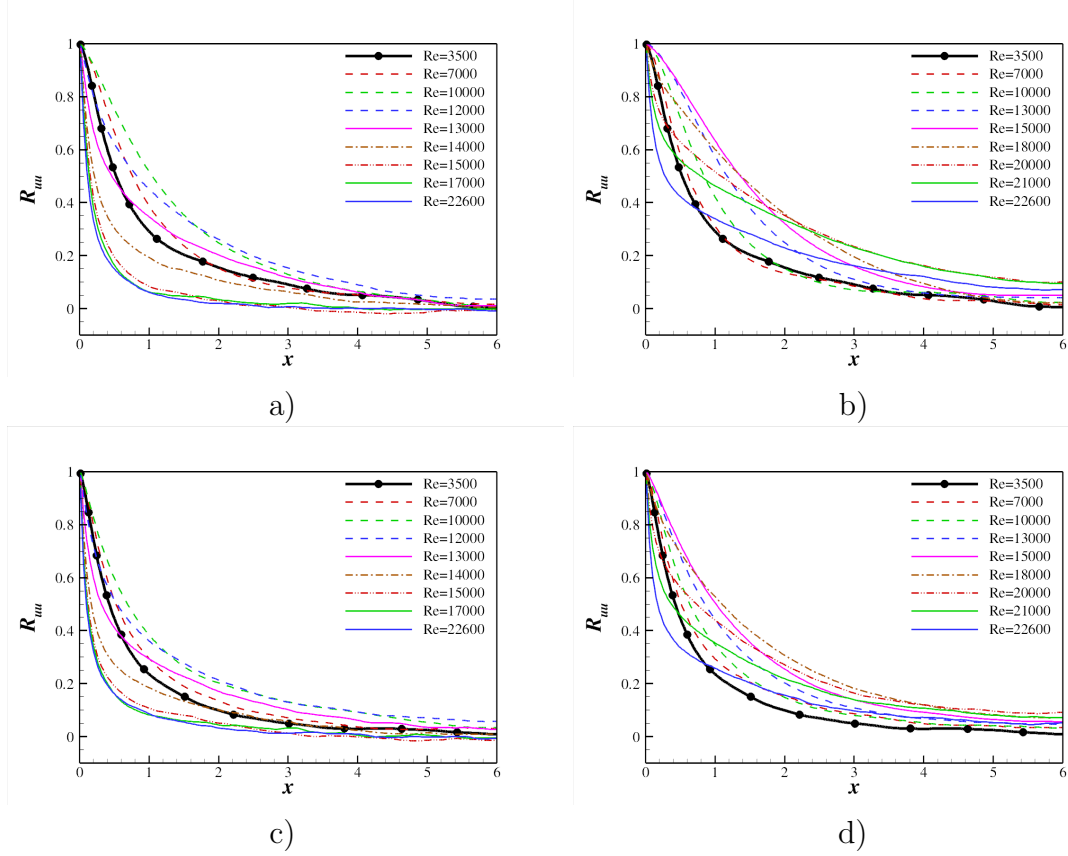 1
0.8
0.6
0.4
0.2
0
R_uu
0 1 2 3 4 5 6
x
Re=3500
Re=7000
Re=10000
Re=12000
Re=13000
Re=14000
Re=15000
Re=17000
Re=22600
a)
1
0.8
0.6
0.4
0.2
0
R_uu
0 1 2 3 4 5 6
x
Re=3500
Re=7000
Re=10000
Re=13000
Re=15000
Re=18000
Re=20000
Re=21000
Re=22600
b)
1
0.8
0.6
0.4
0.2
0
R_uu
0 1 2 3 4 5 6
x
Re=3500
Re=7000
Re=10000
Re=12000
Re=13000
Re=14000
Re=15000
Re=17000
Re=22600
c)
1
0.8
0.6
0.4
0.2
0
R_uu
0 1 2 3 4 5 6
x
Re=3500
Re=7000
Re=10000
Re=13000
Re=15000
Re=18000
Re=20000
Re=21000
Re=22600
d)